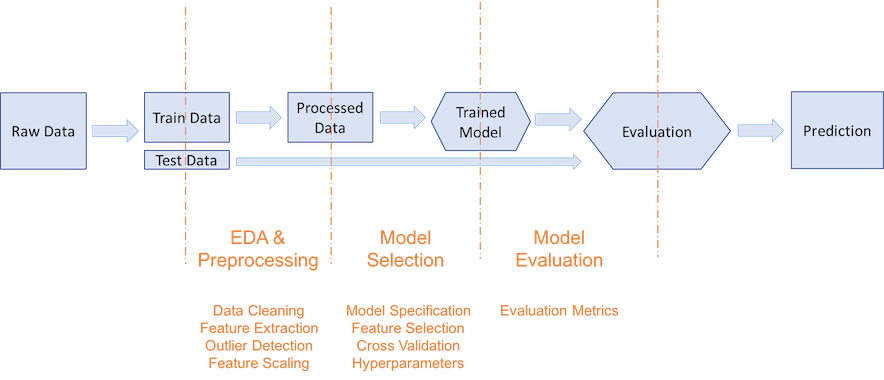 Raw Data
Train Data
Test Data
Processed
Data
Trained
Model
Evaluation
Prediction
EDA &
Preprocessing
Model
Selection
Model
Evaluation
Data Cleaning
Feature Extraction
Outlier Detection
Feature Scaling
Model Specification
Feature Selection
Cross Validation
Hyperparameters
Evaluation Metrics